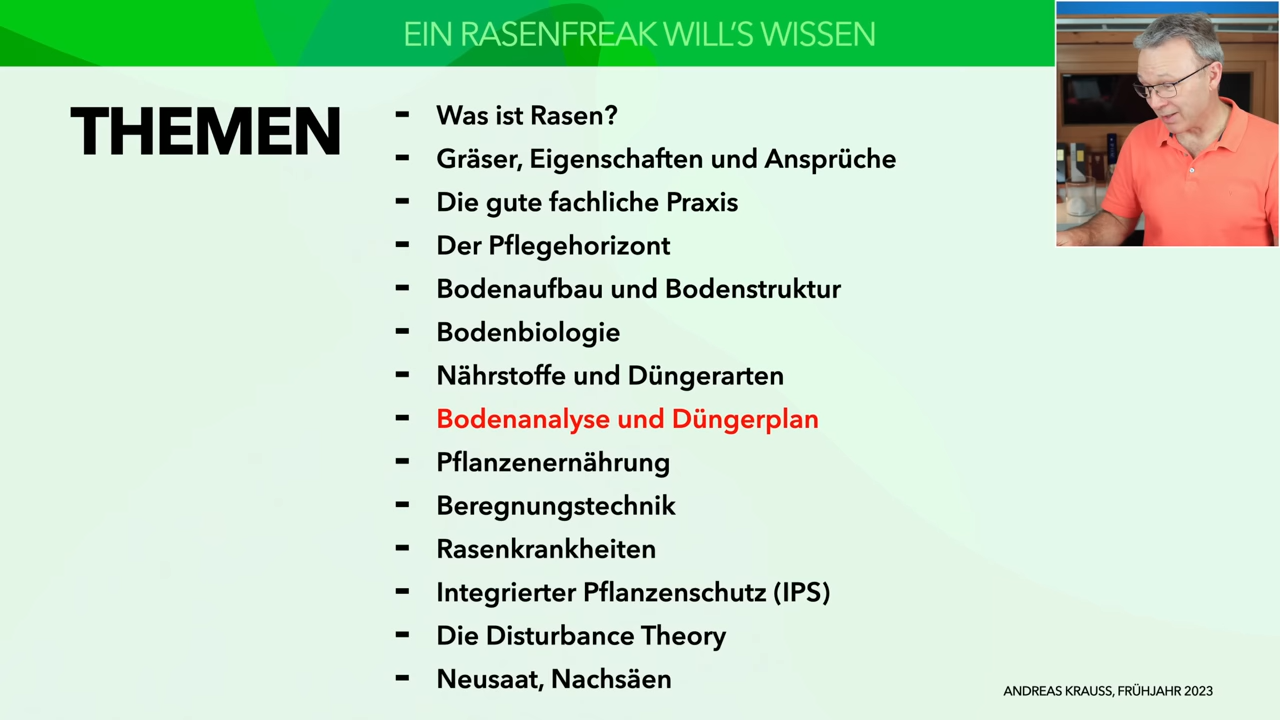 EIN RASENFREAK WILL'S WISSEN
THEMEN
- Was ist Rasen?
- Gräser, Eigenschaften und Ansprüche
- Die gute fachliche Praxis
- Der Pflegehorizont
- Bodenaufbau und Bodenstruktur
- Bodenbiologie
- Nährstoffe und Düngerarten
- Bodenanalyse und Düngerplan
- Pflanzenernährung
- Beregnungstechnik
- Rasenkrankheiten
- Integrierter Pflanzenschutz (IPS)
- Die Disturbance Theory
- Neusaat, Nachsäen
ANDREAS KRAUSS, FRÜHJAHR 2023